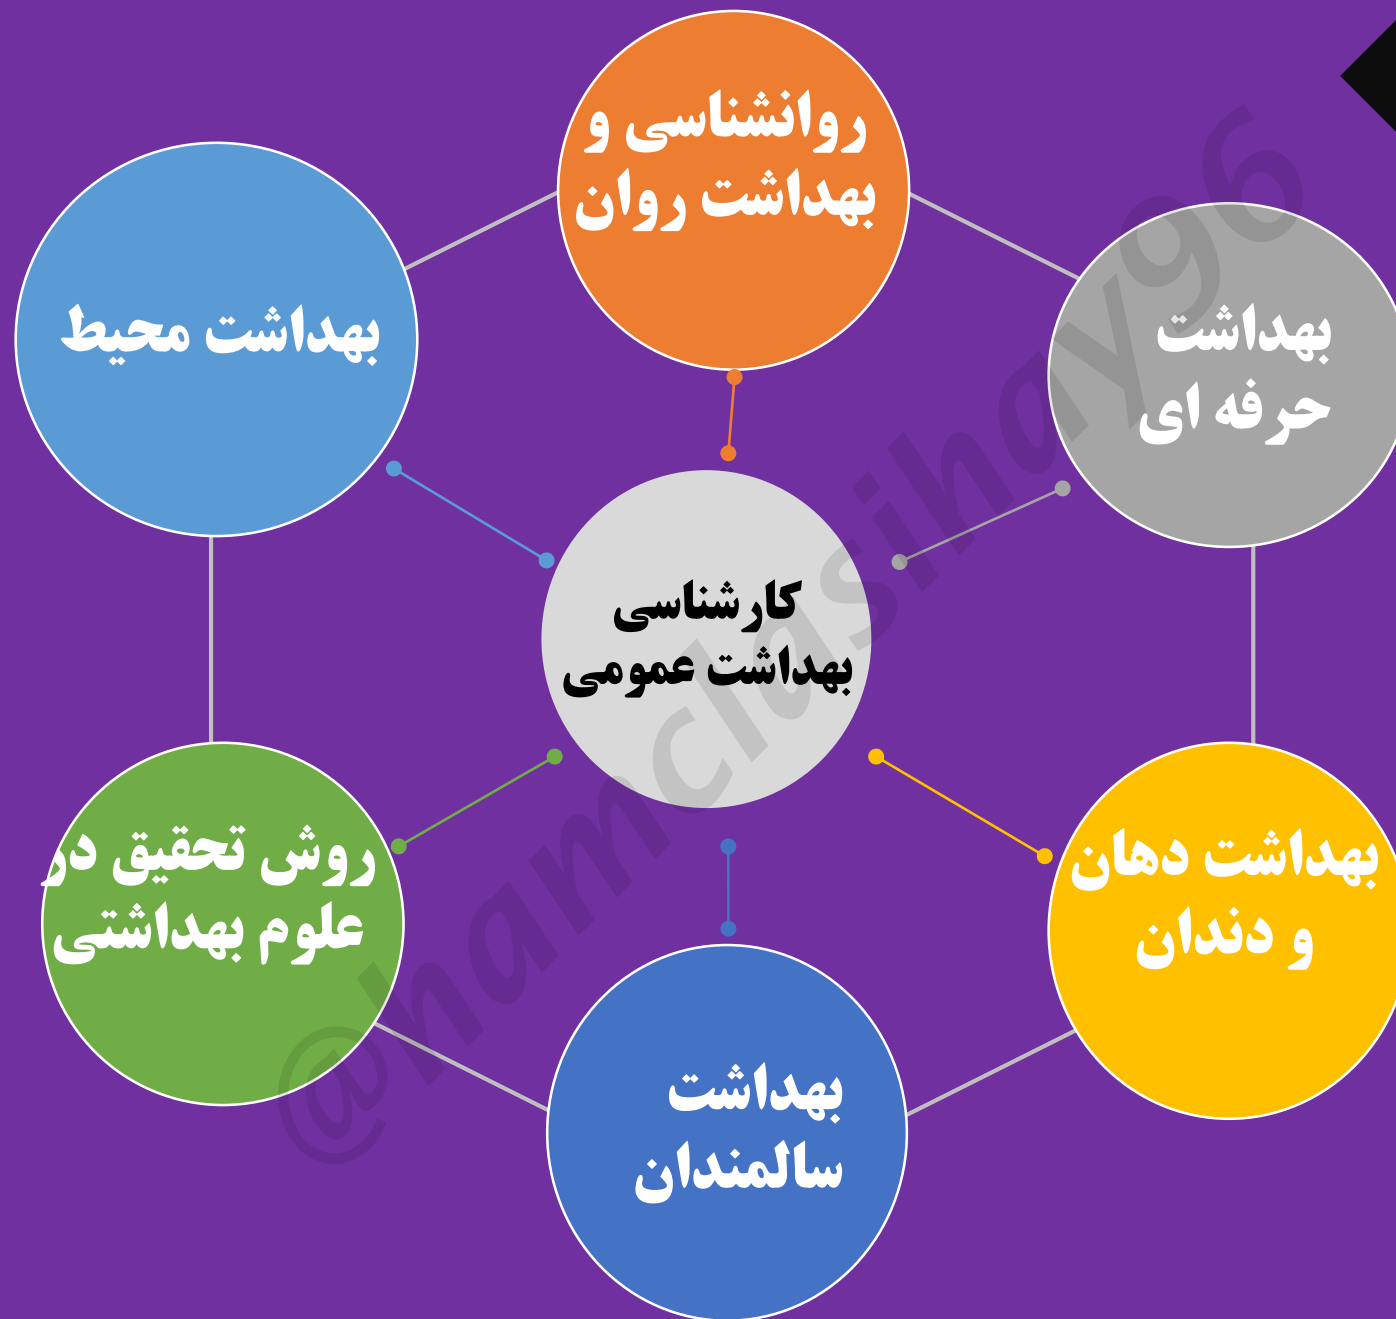 روانشناسی و
بهداشت روان
بهداشت
حرفه ای
بهداشت محیط
کارشناسی
بهداشت عمومی
روش تحقیق در
علوم بهداشتی
بهداشت دهان
و دندان
بهداشت
سالمندان
@hamclasihay96